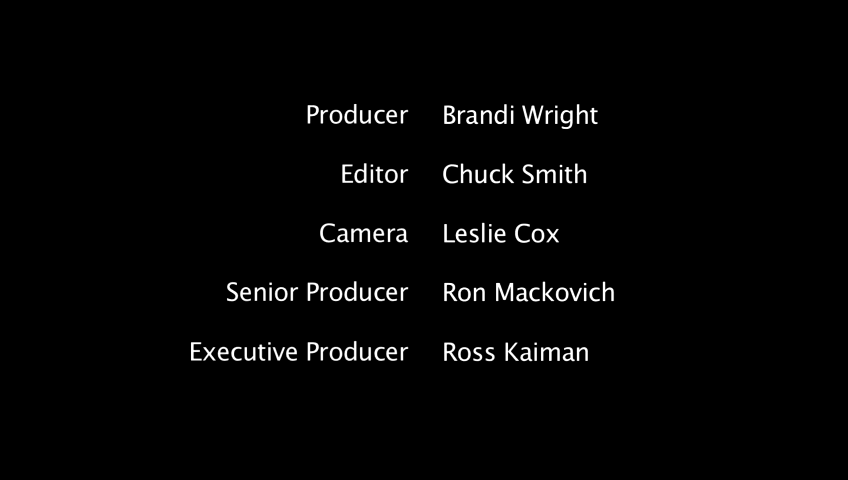 Producer Brandi Wright
Editor Chuck Smith
Camera Leslie Cox
Senior Producer Ron Mackovich
Executive Producer Ross Kaiman